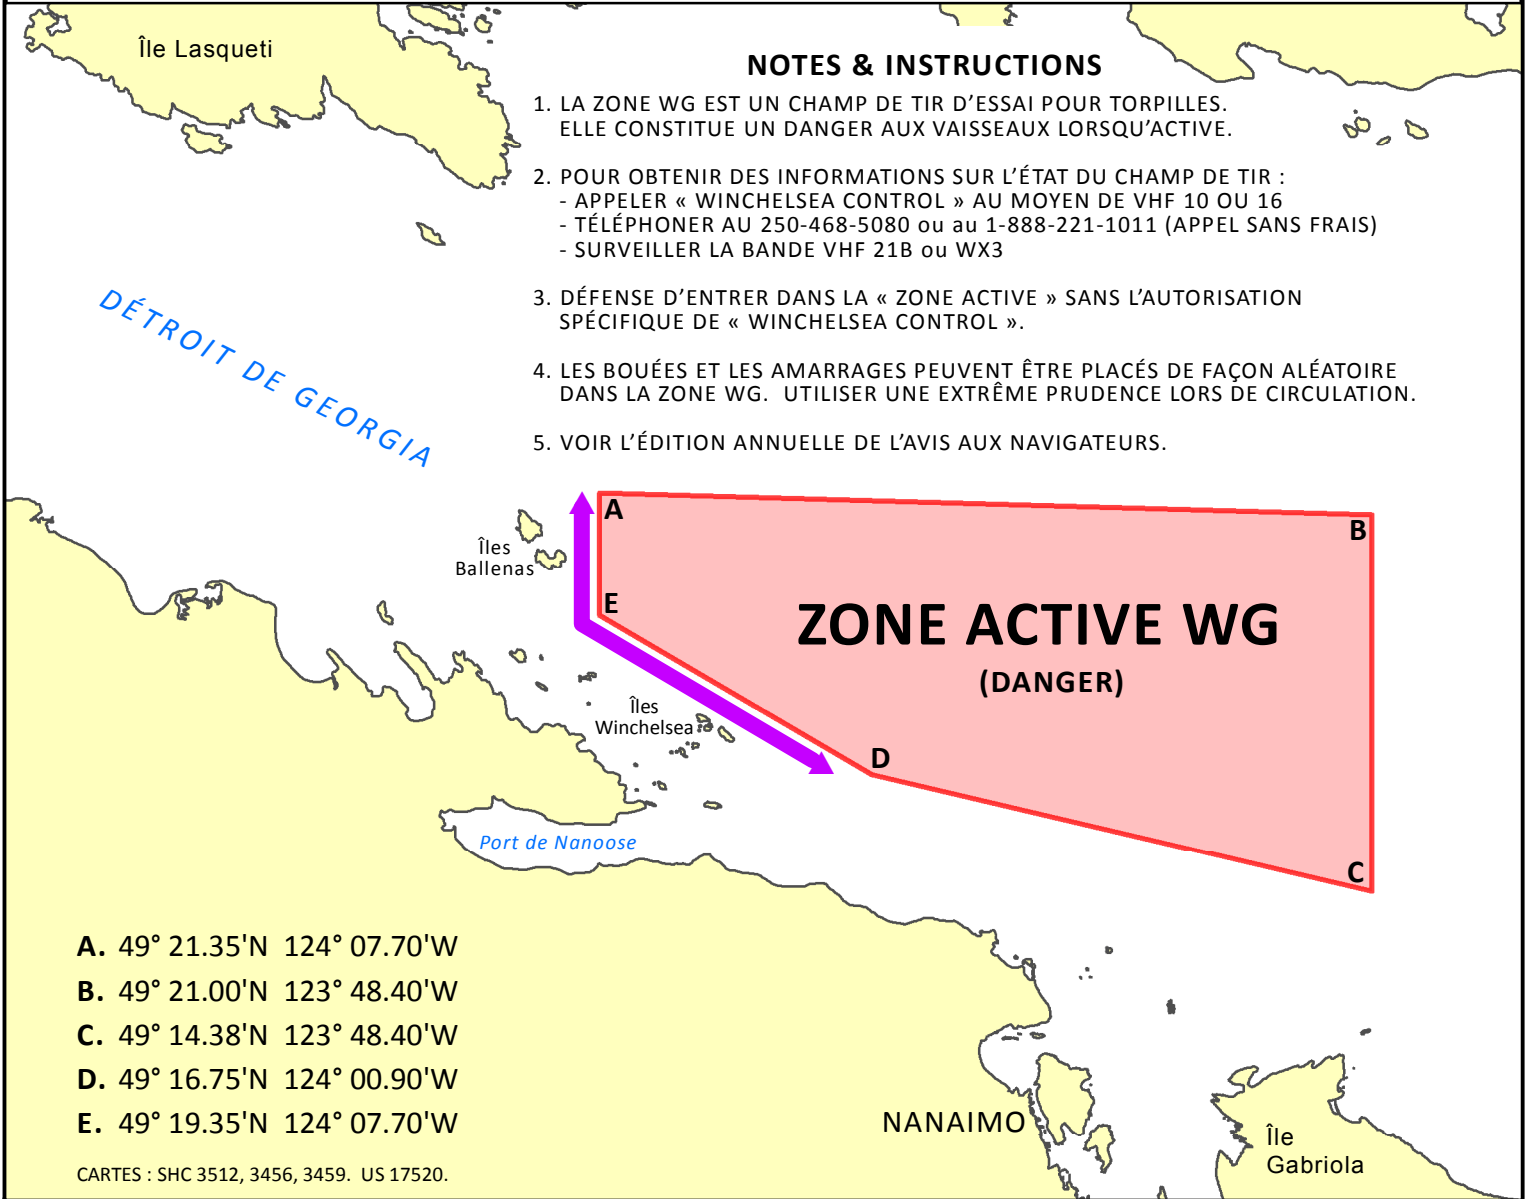 Île Lasqueti
NOTES & INSTRUCTIONS
1. LA ZONE WG EST UN CHAMP DE TIR D’ESSAI POUR TORPILLES.
ELLE CONSTITUE UN DANGER AUX VAISSEAUX LORSQU’ACTIVE.
2. POUR OBTENIR DES INFORMATIONS SUR L’ÉTAT DU CHAMP DE TIR :
- APPELER « WINCHELSEA CONTROL » AU MOYEN DE VHF 10 OU 16
- TÉLÉPHONER AU 250-468-5080 ou au 1-888-221-1011 (APPEL SANS FRAIS)
- SURVEILLER LA BANDE VHF 21B ou WX3
3. DÉFENSE D’ENTRER DANS LA « ZONE ACTIVE » SANS L’AUTORISATION
SPÉCIFIQUE DE « WINCHELSEA CONTROL ».
4. LES BOUÉES ET LES AMARRAGES PEUVENT ÊTRE PLACÉS DE FAÇON ALÉATOIRE
DANS LA ZONE WG.  UTILISER UNE EXTRÊME PRUDENCE LORS DE CIRCULATION.
5. VOIR L’ÉDITION ANNUELLE DE L’AVIS AUX NAVIGATEURS.
DÉTROIT DE GEORGIA
A
B
Îles
Ballenas
E
ZONE ACTIVE WG
(DANGER)
Îles
Winchelsea
D
C
Port de Nanoose
A. 49° 21.35'N  124° 07.70'W
B. 49° 21.00'N  123° 48.40'W
C. 49° 14.38'N  123° 48.40'W
D. 49° 16.75'N  124° 00.90'W
E. 49° 19.35'N  124° 07.70'W
CARTES : SHC 3512, 3456, 3459.  US 17520.
NANAIMO
Île
Gabriola